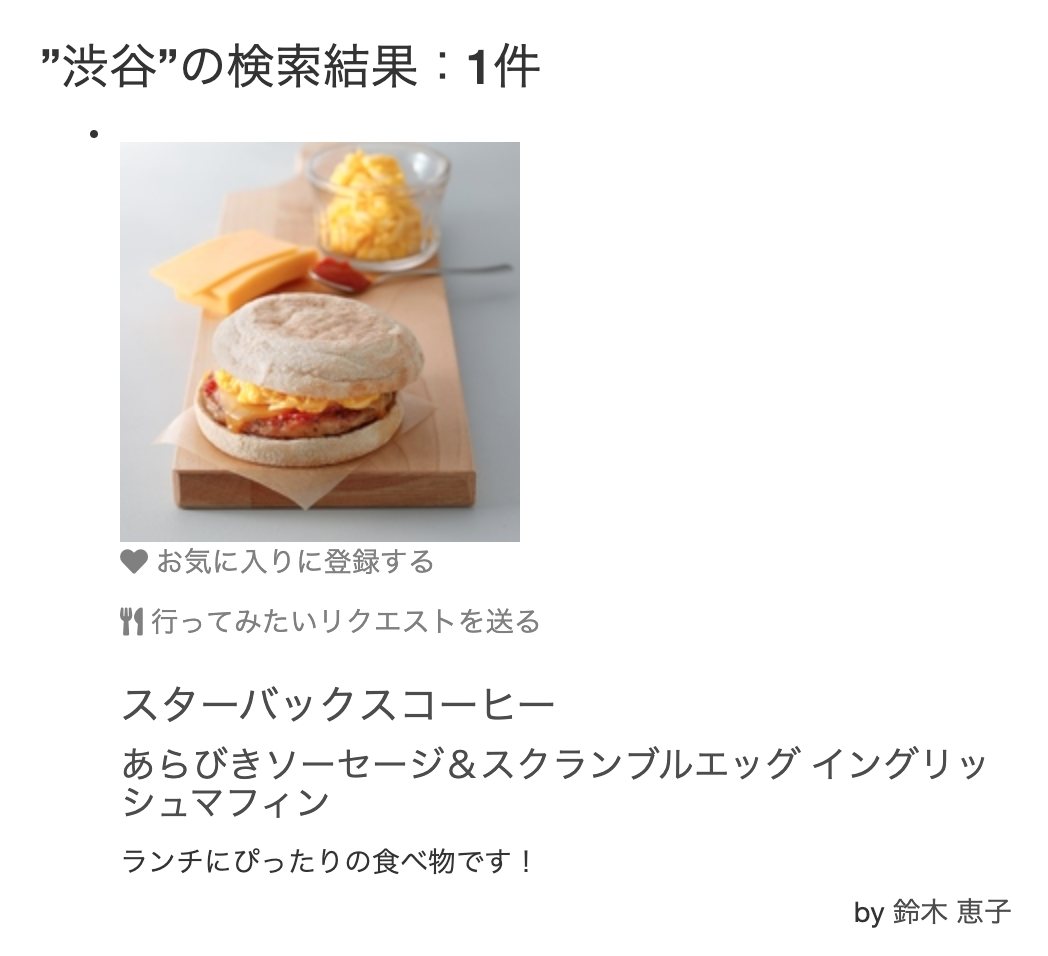 ”渋谷”の検索結果：1件
お気に入りに登録する
行ってみたいリクエストを送る
スターバックスコーヒー
あらびきソーセージ＆スクランブルエッグ イングリッ
シュマフィン
ランチにぴったりの食べ物です！
by 鈴木 恵子